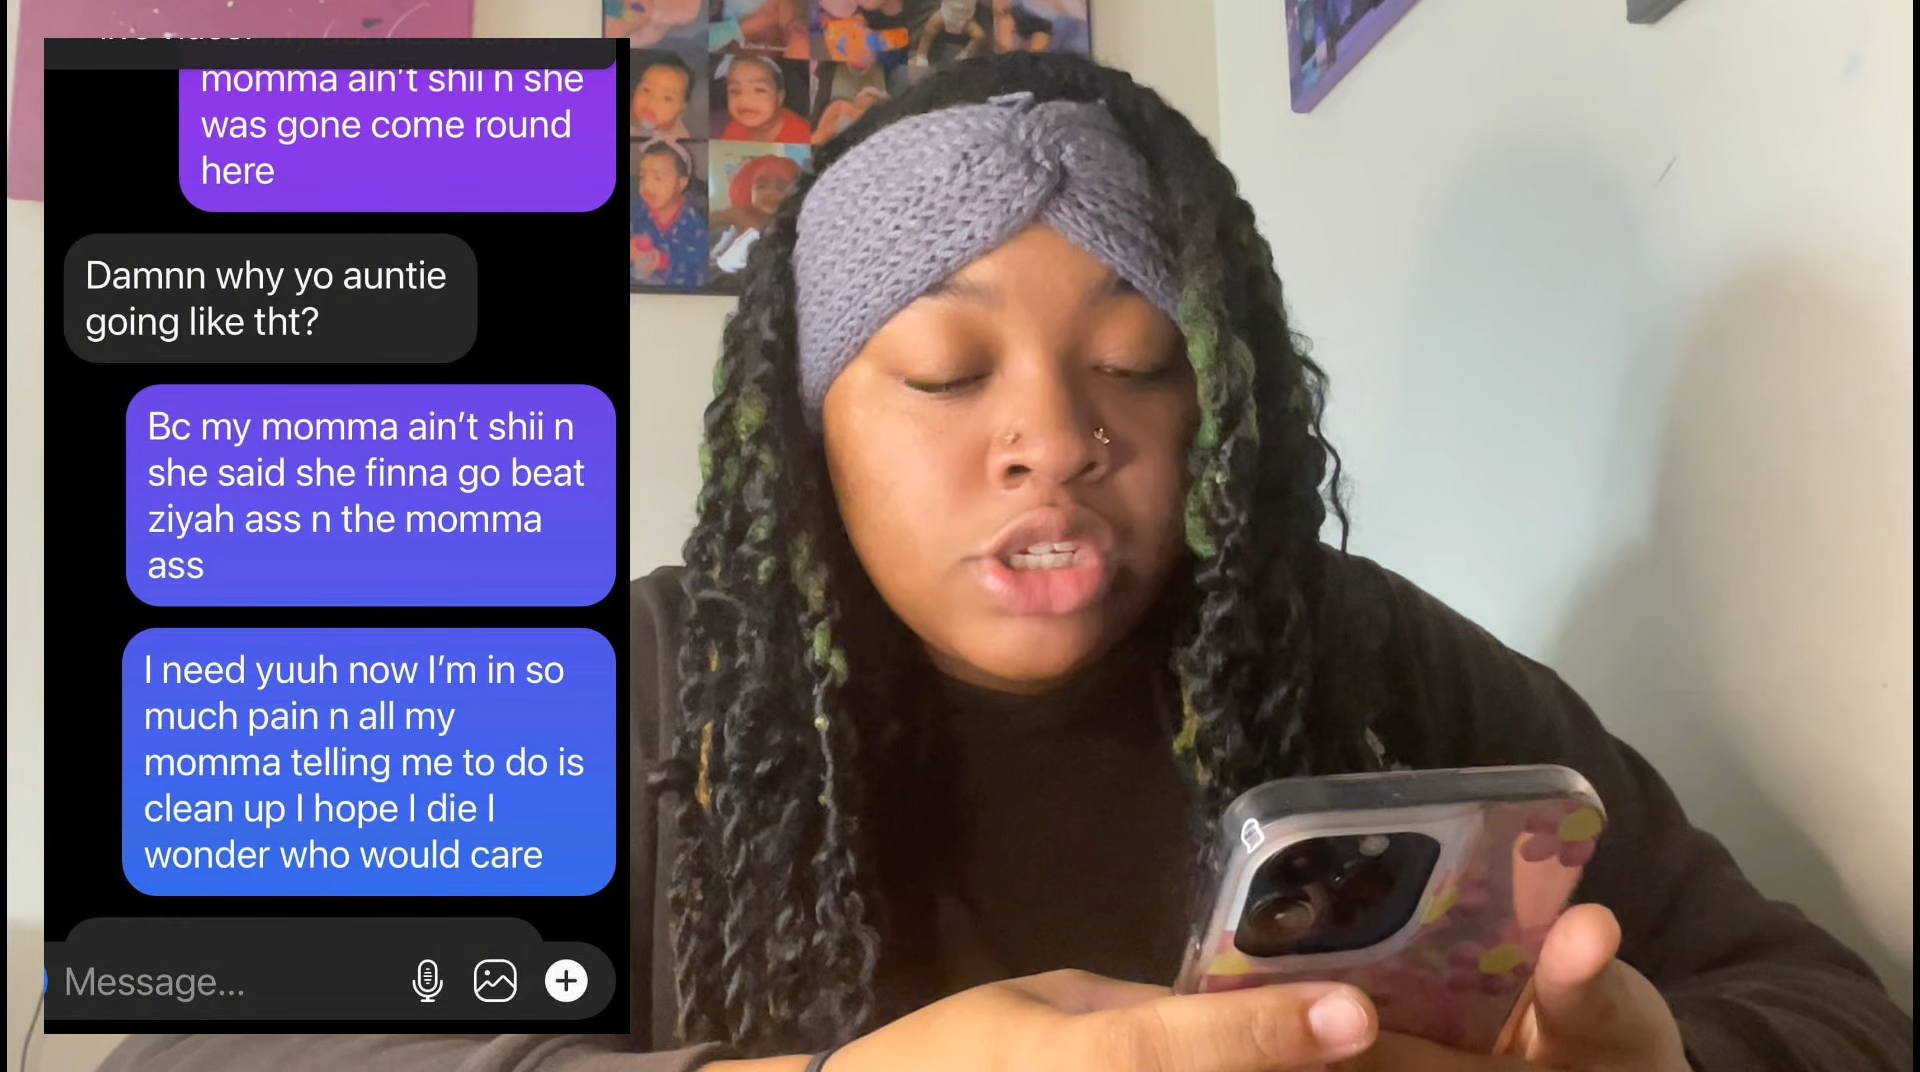 momma ain't shii n she
was gone come round
here
Damnn why yo auntie
going like tht?
Bc my momma ain't shii n
she said she finna go beat
ziyah ass n the momma
ass
I need yuuh now I'm in so
much pain n all my
momma telling me to do is
clean up I hope I die I
wonder who would care
Message...